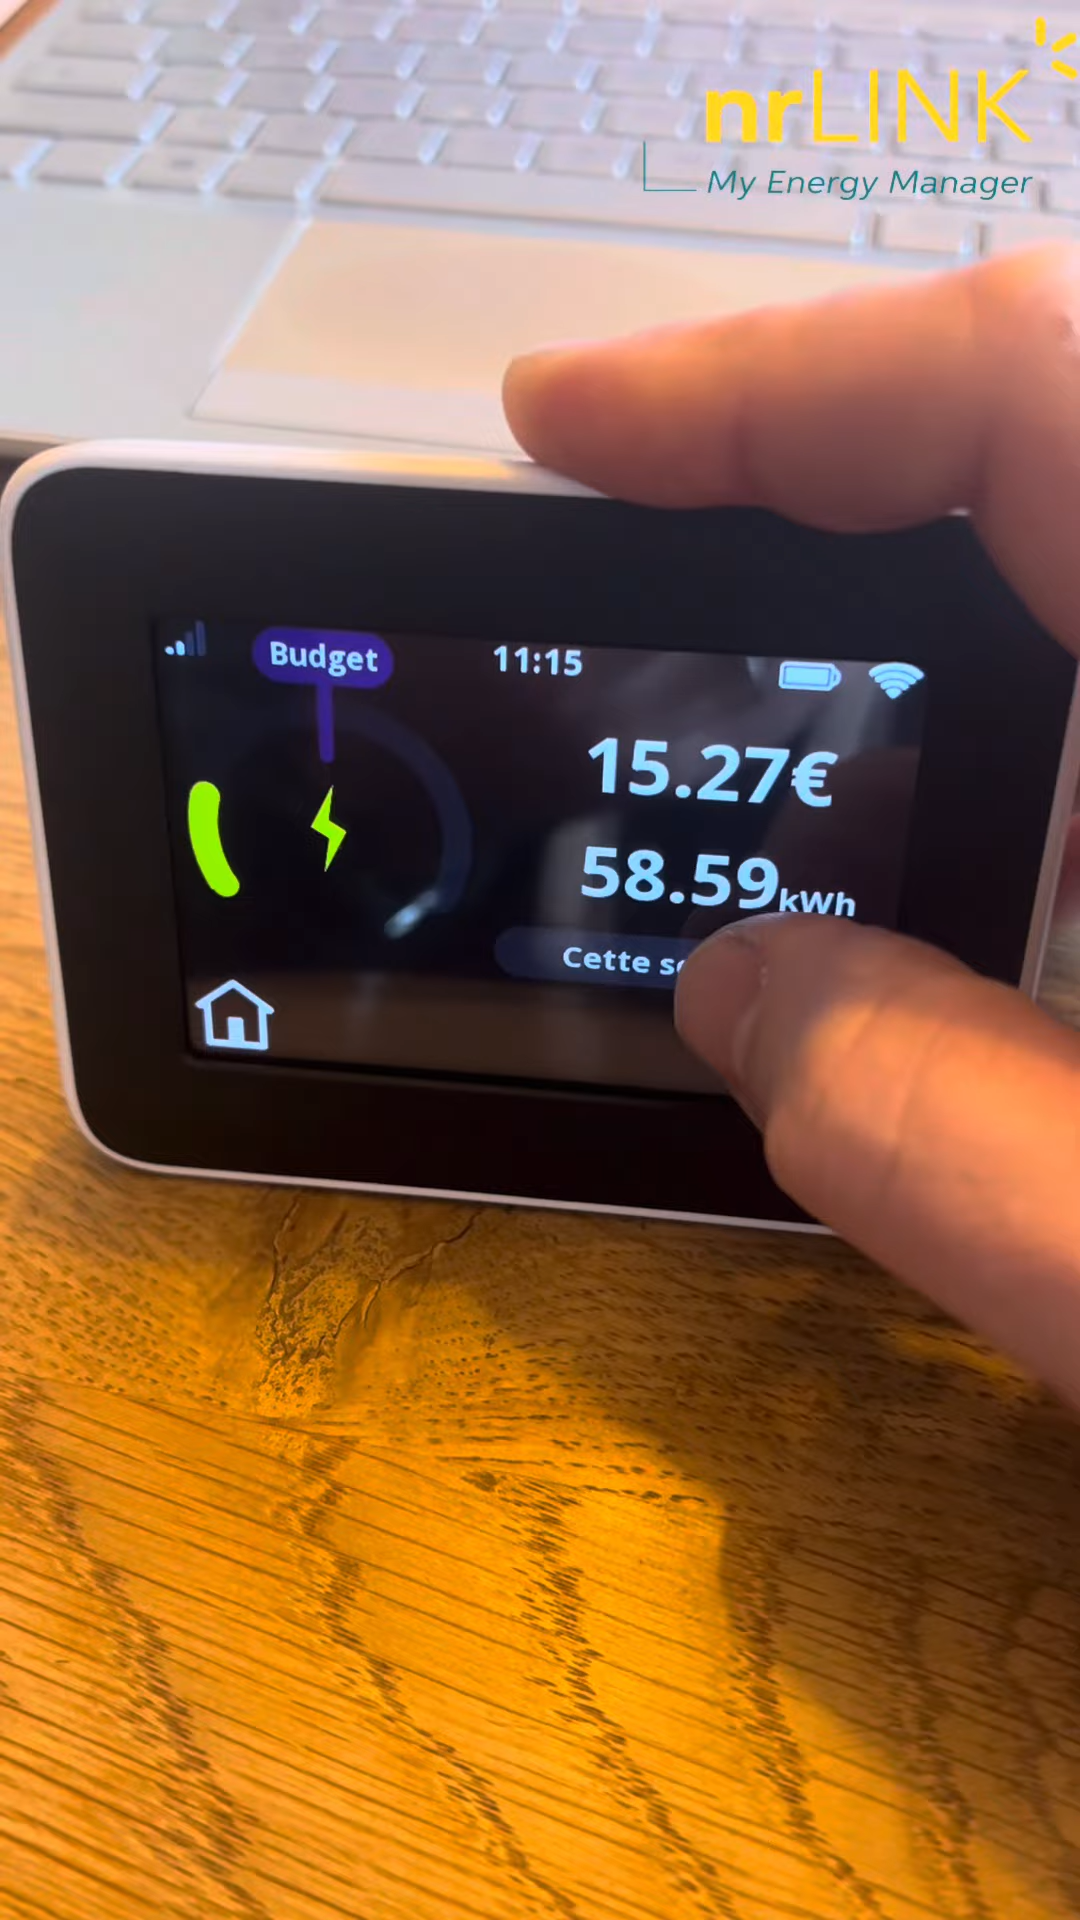 nrLINK
My Energy Manager
Budget
11:15
15.27€
58.59kWh
Cette